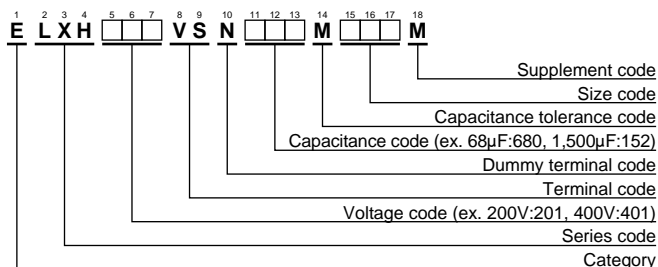 1 2 3 4 5 6 7 8 9 10 11 12 13 14 15 16 17 18
E L X H V S N M M
Supplement code
Size code
Capacitance tolerance code
Capacitance code (ex. 68μF:680, 1,500μF:152)
Dummy terminal code
Terminal code
Voltage code (ex. 200V:201, 400V:401)
Series code
Category